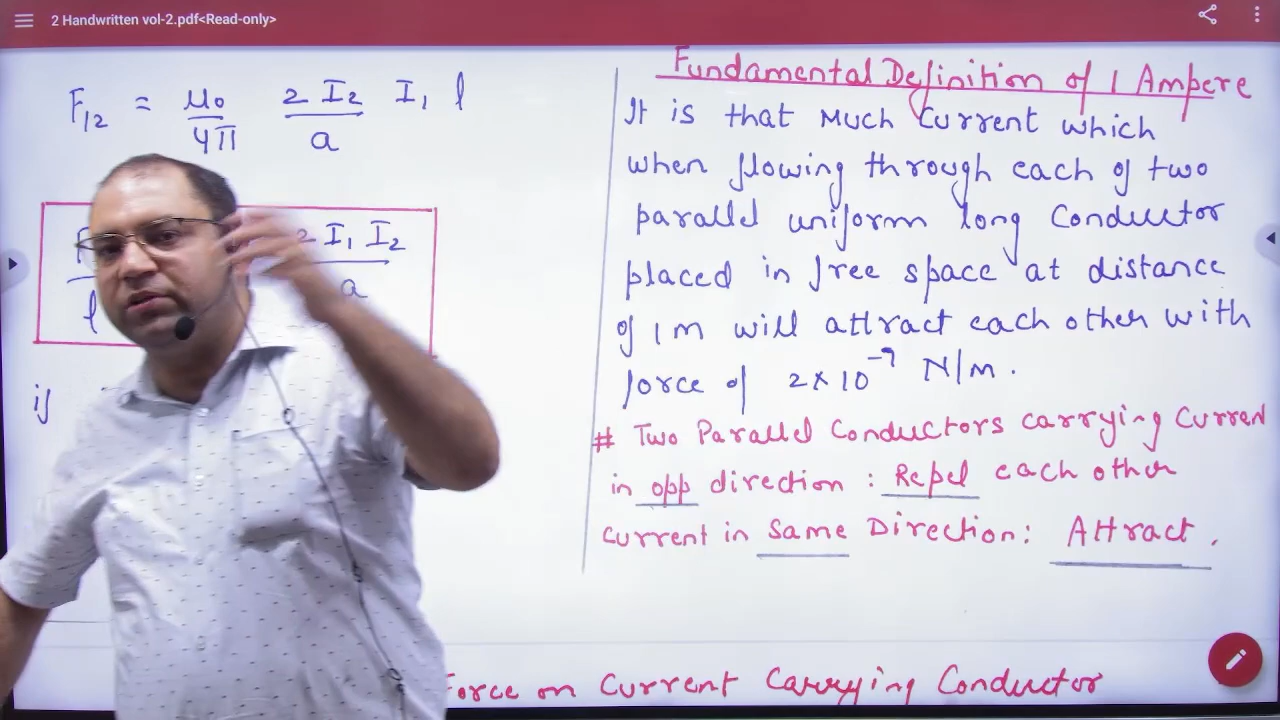 2 Handwritten vol-2.pdf<Read-only>
F12 = μ0/4π 2 I2/a I1 l
2 I1 I2
l a
if
Fundamental Definition of 1 Ampere
It is that Much Current which
when flowing through each of two
parallel uniform long Conductor
placed in free space at distance
of 1 m will attract each other with
force of 2×10⁻⁷ N/m.
# Two Parallel Conductors carrying Current
in opp direction : Repel each other
current in Same Direction: Attract.
Force on Current Carrying Conductor